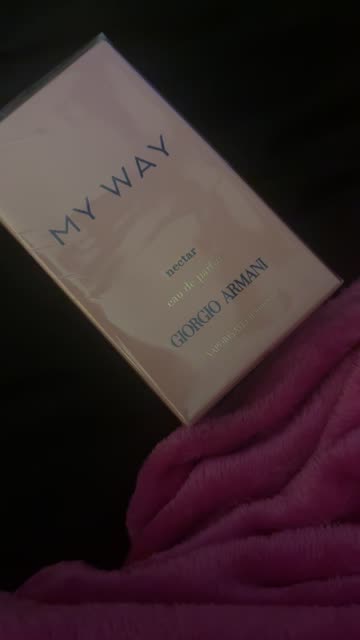 MY WAY
nectar
eau de parfum
GIORGIO ARMANI